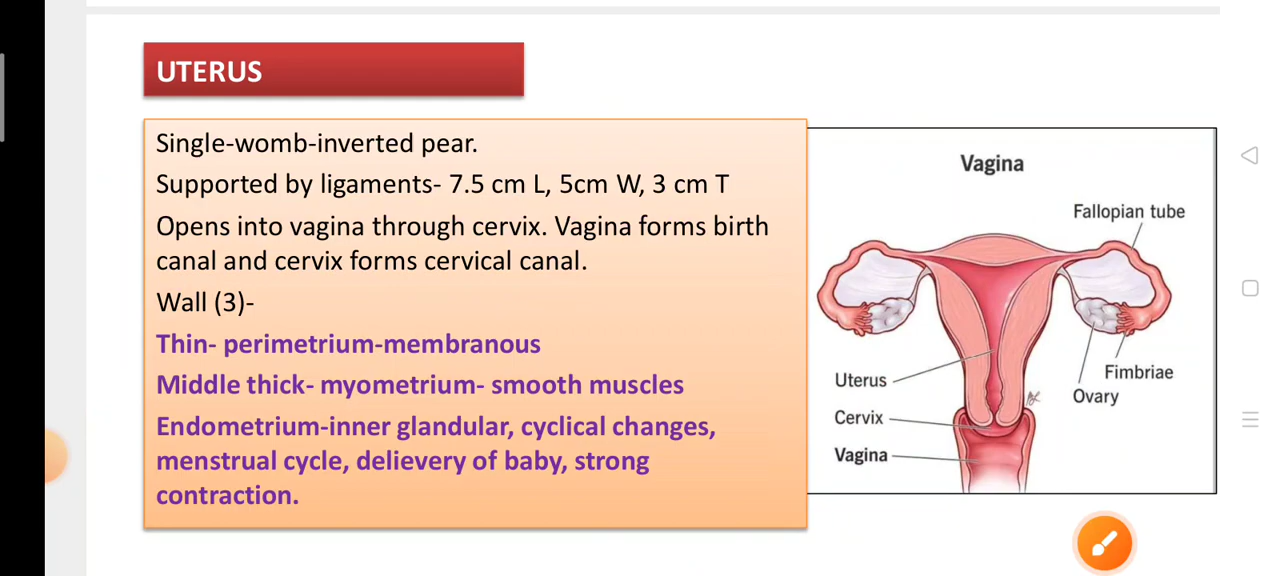 UTERUS
Single-womb-inverted pear.
Supported by ligaments- 7.5 cm L, 5cm W, 3 cm T
Opens into vagina through cervix. Vagina forms birth
canal and cervix forms cervical canal.
Wall (3)-
Thin- perimetrium-membranous
Middle thick- myometrium- smooth muscles
Endometrium-inner glandular, cyclical changes,
menstrual cycle, delievery of baby, strong
contraction.
Vagina
Fallopian tube
Fimbriae
Ovary
Uterus
Cervix
Vagina